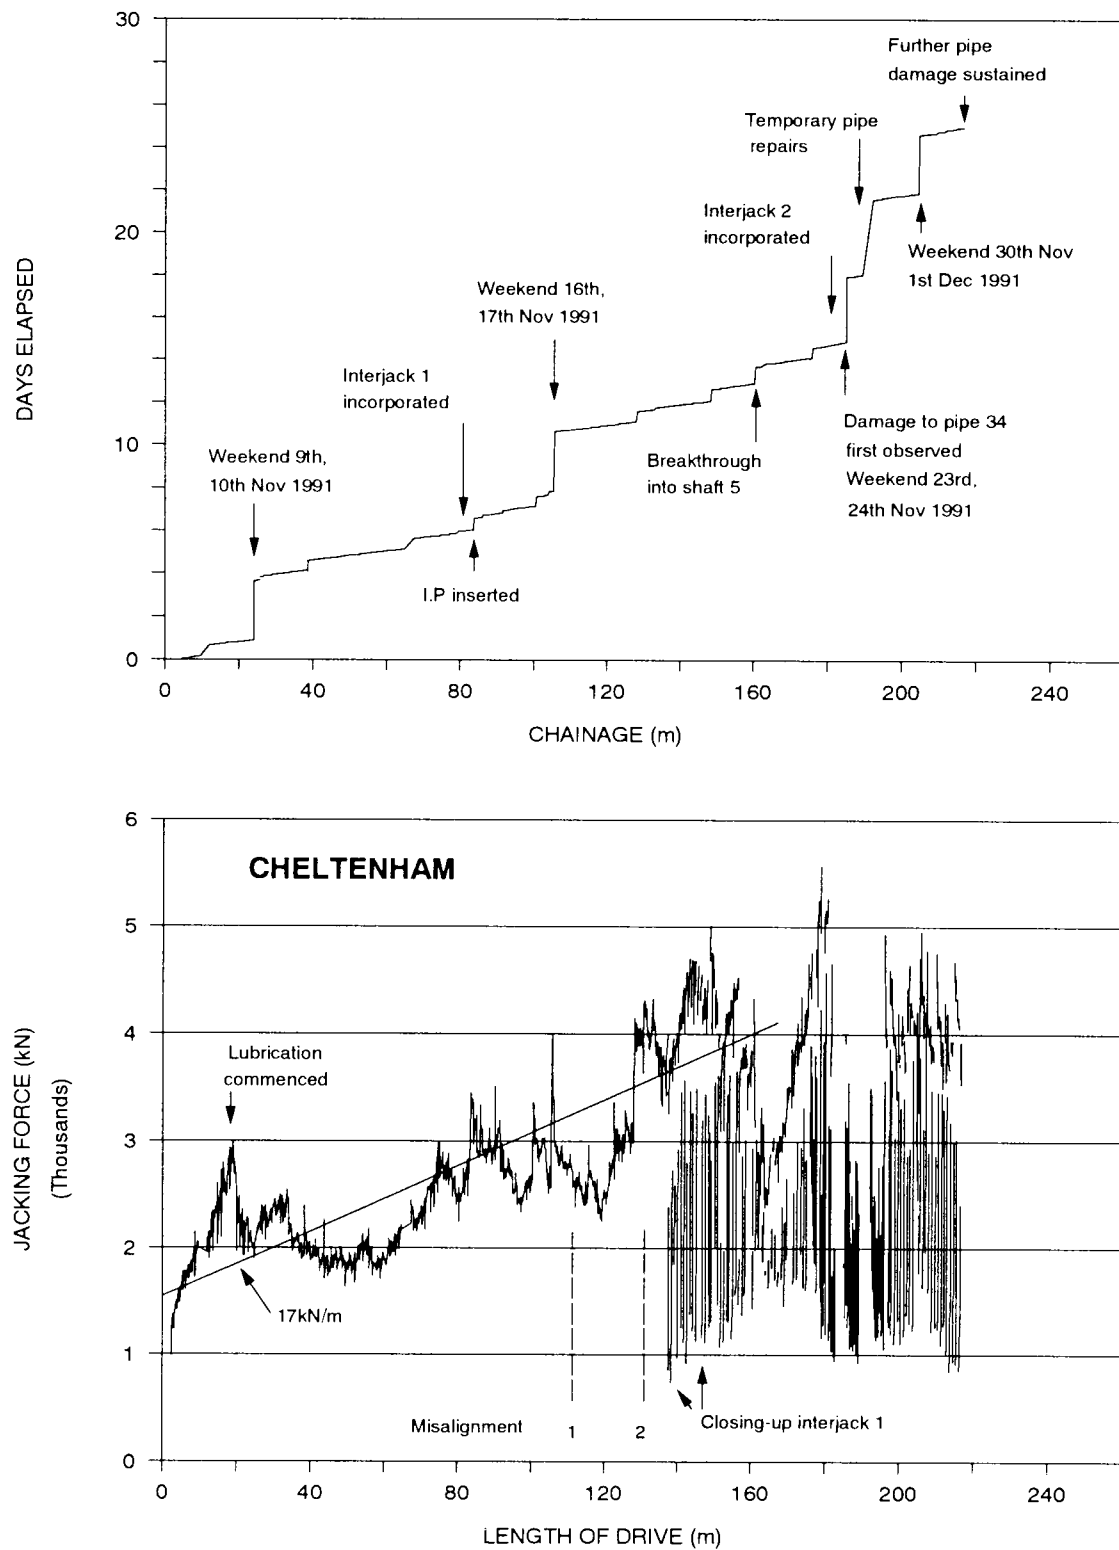 30
20
10
0
DAYS ELAPSED
Further pipe
damage sustained
Temporary pipe
repairs
Interjack 2
incorporated
Weekend 30th Nov
1st Dec 1991
Weekend 16th,
17th Nov 1991
Interjack 1
incorporated
Damage to pipe 34
first observed
Weekend 23rd,
24th Nov 1991
Breakthrough
into shaft 5
Weekend 9th,
10th Nov 1991
I.P inserted
0 40 80 120 160 200 240
CHAINAGE (m)
6
5
4
3
2
1
0
JACKING FORCE (kN)
(Thousands)
CHELTENHAM
Lubrication
commenced
17kN/m
Misalignment 1 2
Closing-up interjack 1
0 40 80 120 160 200 240
LENGTH OF DRIVE (m)